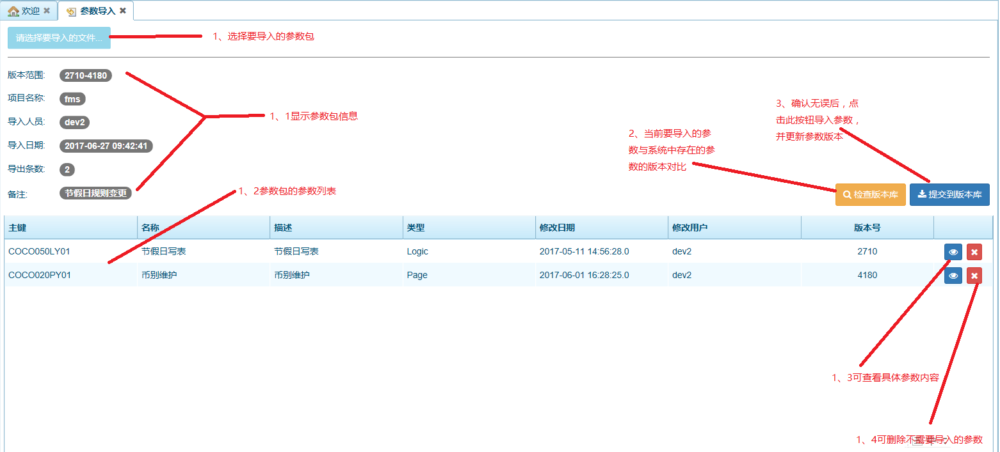 欢迎 参数导入
请选择要导入的文件...
1、选择要导入的参数包
版本范围: 2710-4180
项目名称: fms
导入人员: dev2
导入日期: 2017-06-27 09:42:41
导出条数: 2
备注: 节假日规则变更
1、1显示参数包信息
1、2参数包的参数列表
2、当前要导入的参
数与系统中存在的参
数的版本对比
3、确认无误后，点
击此按钮导入参数，
并更新参数版本
检查版本库 提交到版本库
主键 名称 描述 类型 修改日期 修改用户 版本号
COCO050LY01 节假日写表 节假日写表 Logic 2017-05-11 14:56:28.0 dev2 2710
COCO020PY01 币别维护 币别维护 Page 2017-06-01 16:28:25.0 dev2 4180
1、3可查看具体参数内容
1、4可删除不需要导入的参数